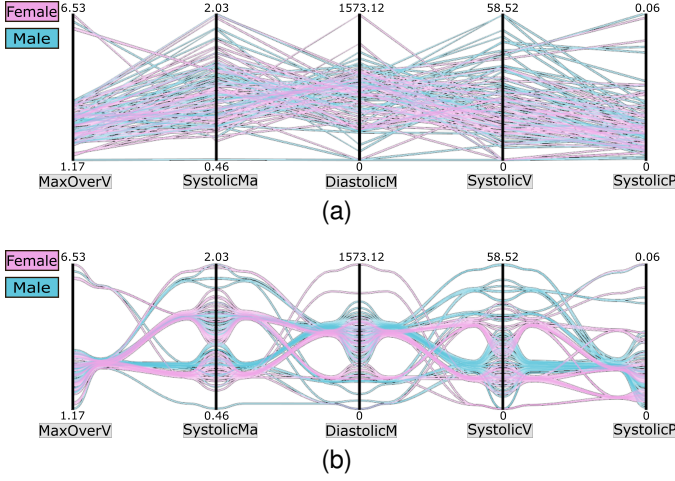 Female
Male
6.53 2.03 1573.12 58.52 0.06
1.17 0.46 0 0 0
MaxOverV SystolicMa DiastolicM SystolicV SystolicP
(a)
Female
Male
6.53 2.03 1573.12 58.52 0.06
1.17 0.46 0 0 0
MaxOverV SystolicMa DiastolicM SystolicV SystolicP
(b)